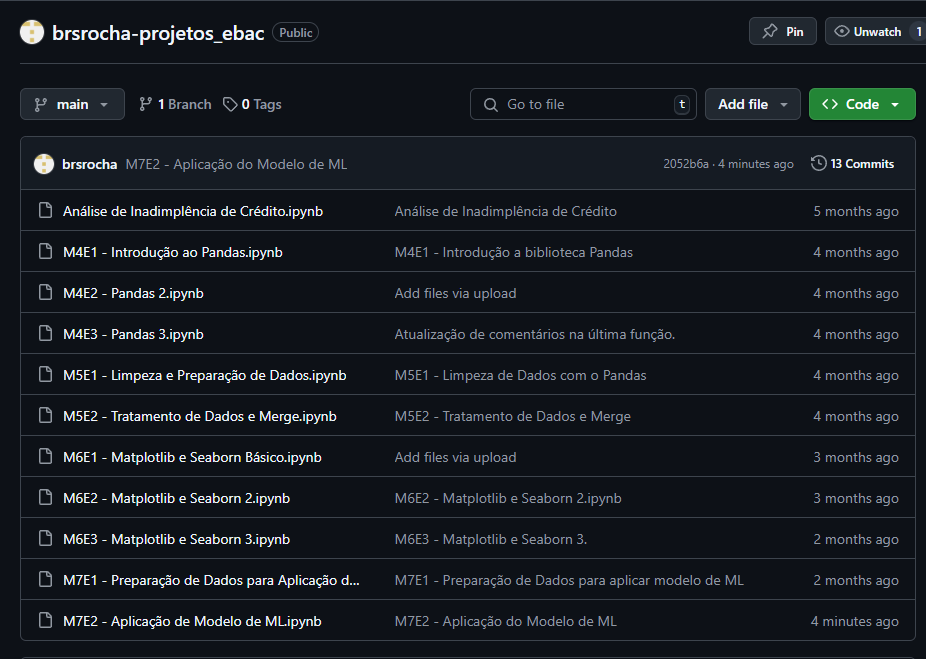 brsrocha-projetos_ebac Public Pin Unwatch 1
main 1 Branch 0 Tags Go to file t Add file Code
brsrocha M7E2 - Aplicação do Modelo de ML 2052b6a · 4 minutes ago 13 Commits
Análise de Inadimplência de Crédito.ipynb Análise de Inadimplência de Crédito 5 months ago
M4E1 - Introdução ao Pandas.ipynb M4E1 - Introdução a biblioteca Pandas 4 months ago
M4E2 - Pandas 2.ipynb Add files via upload 4 months ago
M4E3 - Pandas 3.ipynb Atualização de comentários na última função. 4 months ago
M5E1 - Limpeza e Preparação de Dados.ipynb M5E1 - Limpeza de Dados com o Pandas 4 months ago
M5E2 - Tratamento de Dados e Merge.ipynb M5E2 - Tratamento de Dados e Merge 4 months ago
M6E1 - Matplotlib e Seaborn Básico.ipynb Add files via upload 3 months ago
M6E2 - Matplotlib e Seaborn 2.ipynb M6E2 - Matplotlib e Seaborn 2.ipynb 3 months ago
M6E3 - Matplotlib e Seaborn 3.ipynb M6E3 - Matplotlib e Seaborn 3. 2 months ago
M7E1 - Preparação de Dados para Aplicação d... M7E1 - Preparação de Dados para aplicar modelo de ML 2 months ago
M7E2 - Aplicação de Modelo de ML.ipynb M7E2 - Aplicação do Modelo de ML 4 minutes ago